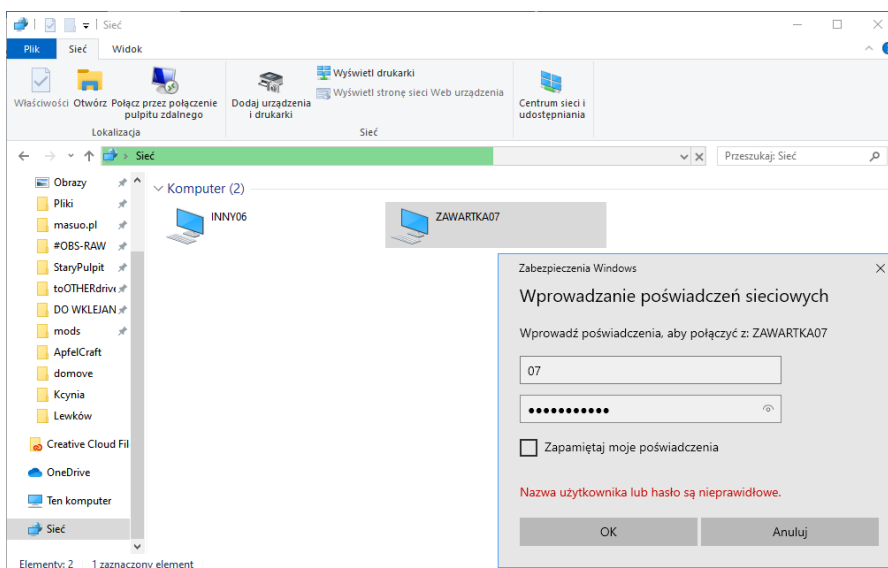 Sieć
Plik
Sieć
Widok
Właściwości
Otwórz
Połącz przez połączenie
pulpitu zdalnego
Lokalizacja
Dodaj urządzenia
i drukarki
Wyświetl drukarki
Wyświetl stronę sieci Web urządzenia
Sieć
Centrum sieci i
udostępniania
Sieć
Przeszukaj: Sieć
Obrazy
Pliki
masuo.pl
#OBS-RAW
StaryPulpit
toOTHERdrive
DO WKLEJAN
mods
ApfelCraft
domove
Kcynia
Lewków
Creative Cloud Fil
OneDrive
Ten komputer
Sieć
Komputer (2)
INNY06
ZAWARTKA07
Zabezpieczenia Windows
Wprowadzanie poświadczeń sieciowych
Wprowadź poświadczenia, aby połączyć z: ZAWARTKA07
07
Zapamiętaj moje poświadczenia
Nazwa użytkownika lub hasło są nieprawidłowe.
OK
Anuluj
Elementy: 2
1 zaznaczony element